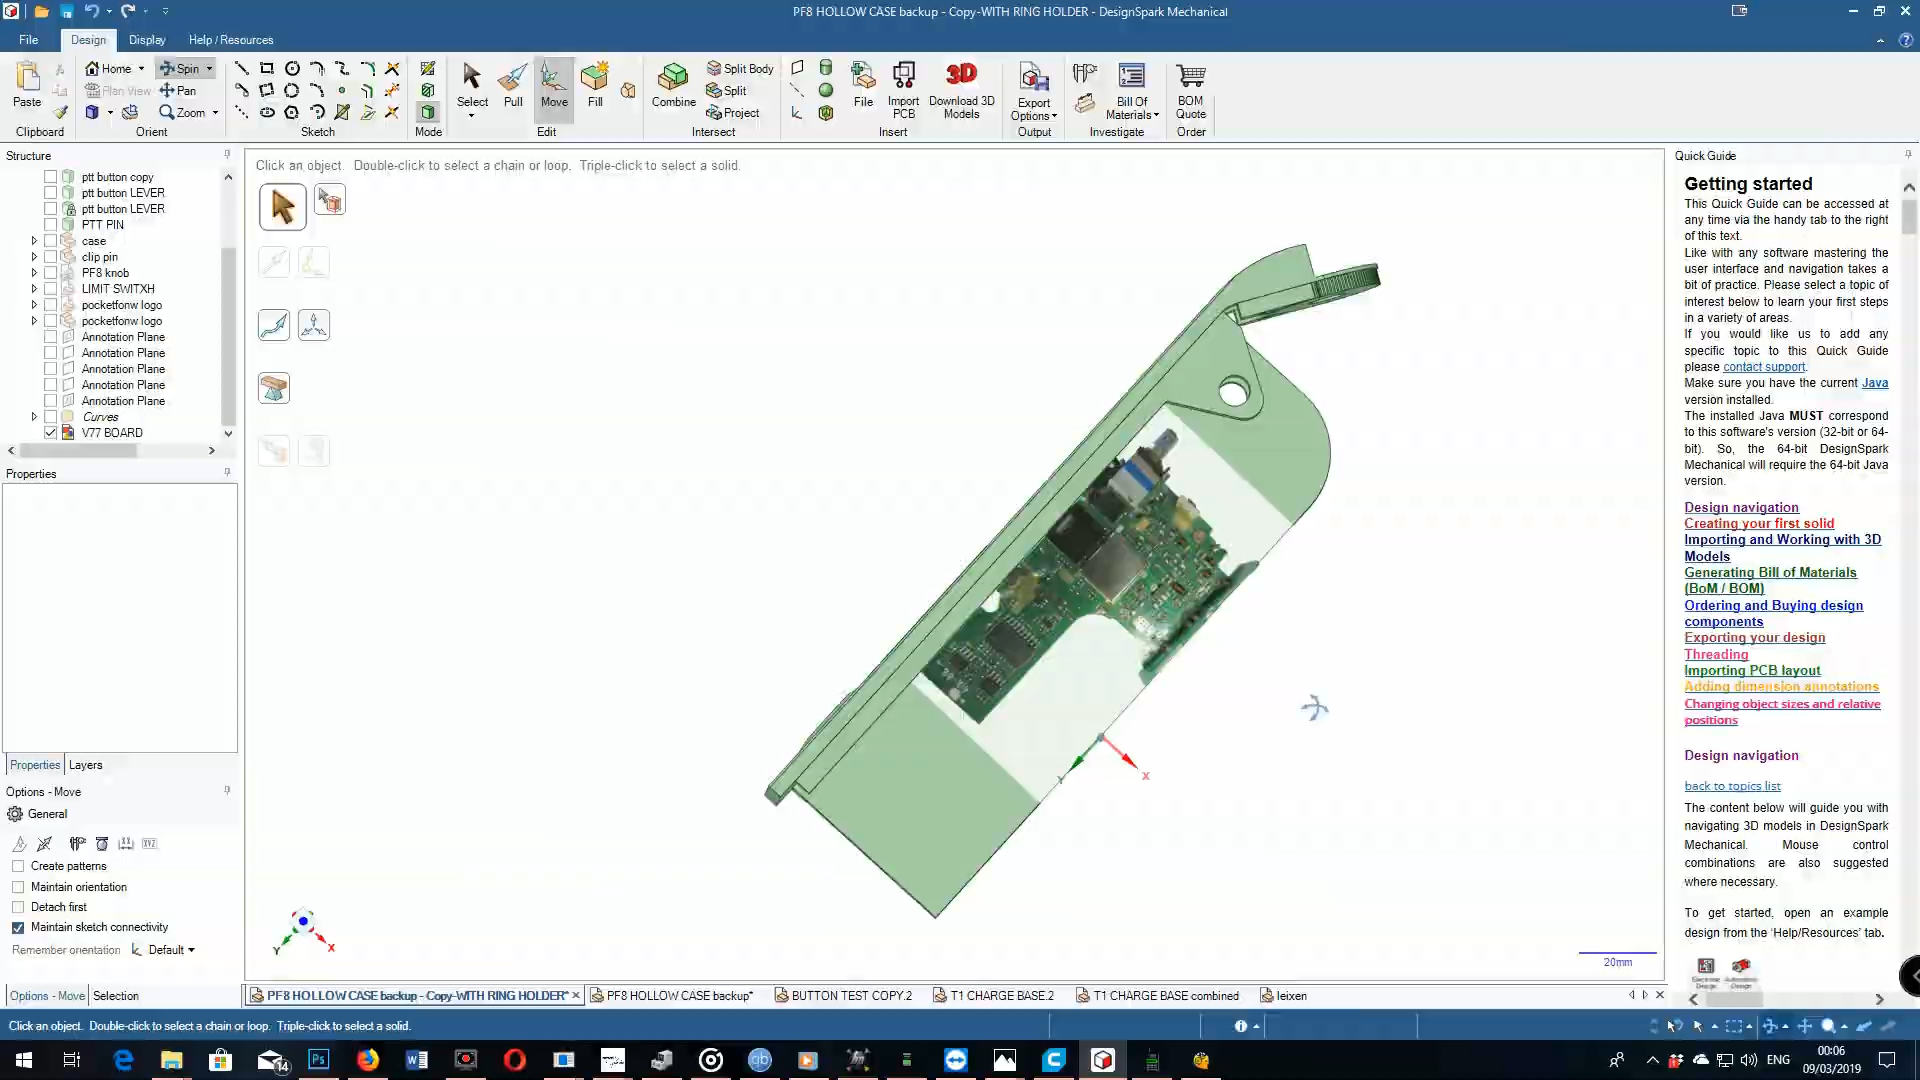 PF8 HOLLOW CASE backup - Copy-WITH RING HOLDER - DesignSpark Mechanical
File Design Display Help / Resources
Paste
Clipboard
Home Spin
Plan View Pan
Zoom
Orient
Sketch
Mode
Select Pull Move Fill
Edit
Combine
Split Body
Split
Project
Intersect
File Import PCB Download 3D Models
Insert
Export Options
Output
Bill Of Materials
Investigate
BOM Quote
Order
Structure
ptt button copy
ptt button LEVER
ptt button LEVER
PTT PIN
case
clip pin
PF8 knob
LIMIT SWITXH
pocketfonw logo
pocketfonw logo
Annotation Plane
Annotation Plane
Annotation Plane
Annotation Plane
Annotation Plane
Curves
V77 BOARD
Properties
Properties Layers
Options - Move
General
Create patterns
Maintain orientation
Detach first
Maintain sketch connectivity
Remember orientation Default
Options - Move Selection
Click an object. Double-click to select a chain or loop. Triple-click to select a solid.
Y X
Y X
20mm
PF8 HOLLOW CASE backup - Copy-WITH RING HOLDER* PF8 HOLLOW CASE backup* BUTTON TEST COPY.2 T1 CHARGE BASE.2 T1 CHARGE BASE combined leixen
Quick Guide
Getting started
This Quick Guide can be accessed at
any time via the handy tab to the right
of this text.
Like with any software mastering the
user interface and navigation takes a
bit of practice. Please select a topic of
interest below to learn your first steps
in a variety of areas.
If you would like us to add any
specific topic to this Quick Guide
please contact support.
Make sure you have the current Java
version installed.
The installed Java MUST correspond
to this software's version (32-bit or 64-
bit). So, the 64-bit DesignSpark
Mechanical will require the 64-bit Java
version.
Design navigation
Creating your first solid
Importing and Working with 3D
Models
Generating Bill of Materials
(BoM / BOM)
Ordering and Buying design
components
Exporting your design
Threading
Importing PCB layout
Adding dimension annotations
Changing object sizes and relative
positions
Design navigation
back to topics list
The content below will guide you with
navigating 3D models in DesignSpark
Mechanical. Mouse control
combinations are also suggested
where necessary.
To get started, open an example
design from the 'Help/Resources' tab.
Click an object. Double-click to select a chain or loop. Triple-click to select a solid.
14
ENG
00:06
09/03/2019